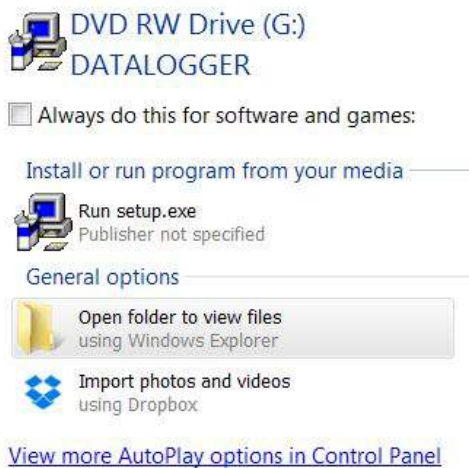 DVD RW Drive (G:)
DATALOGGER
Always do this for software and games:
Install or run program from your media
Run setup.exe
Publisher not specified
General options
Open folder to view files
using Windows Explorer
Import photos and videos
using Dropbox
View more AutoPlay options in Control Panel